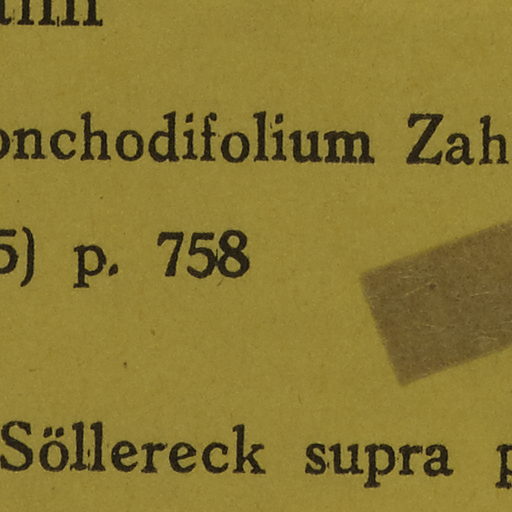 onchodifolium Zah
5) p. 758
Söllereck supra p